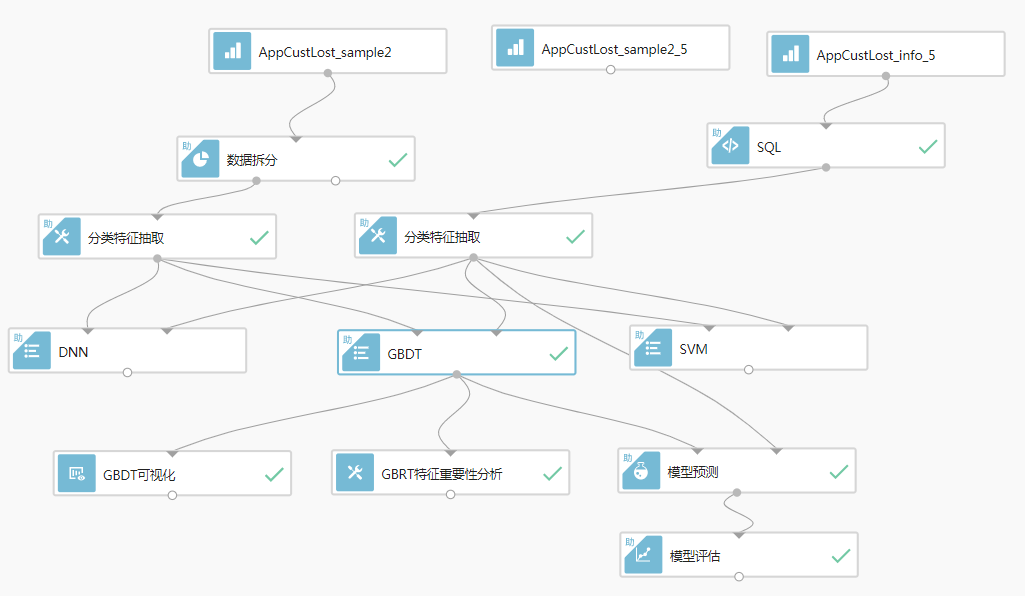 AppCustLost_sample2
AppCustLost_sample2_5
AppCustLost_info_5
助
数据拆分
助
SQL
助
分类特征抽取
助
分类特征抽取
助
DNN
助
GBDT
助
SVM
GBDT可视化
GBRT特征重要性分析
助
模型预测
助
模型评估